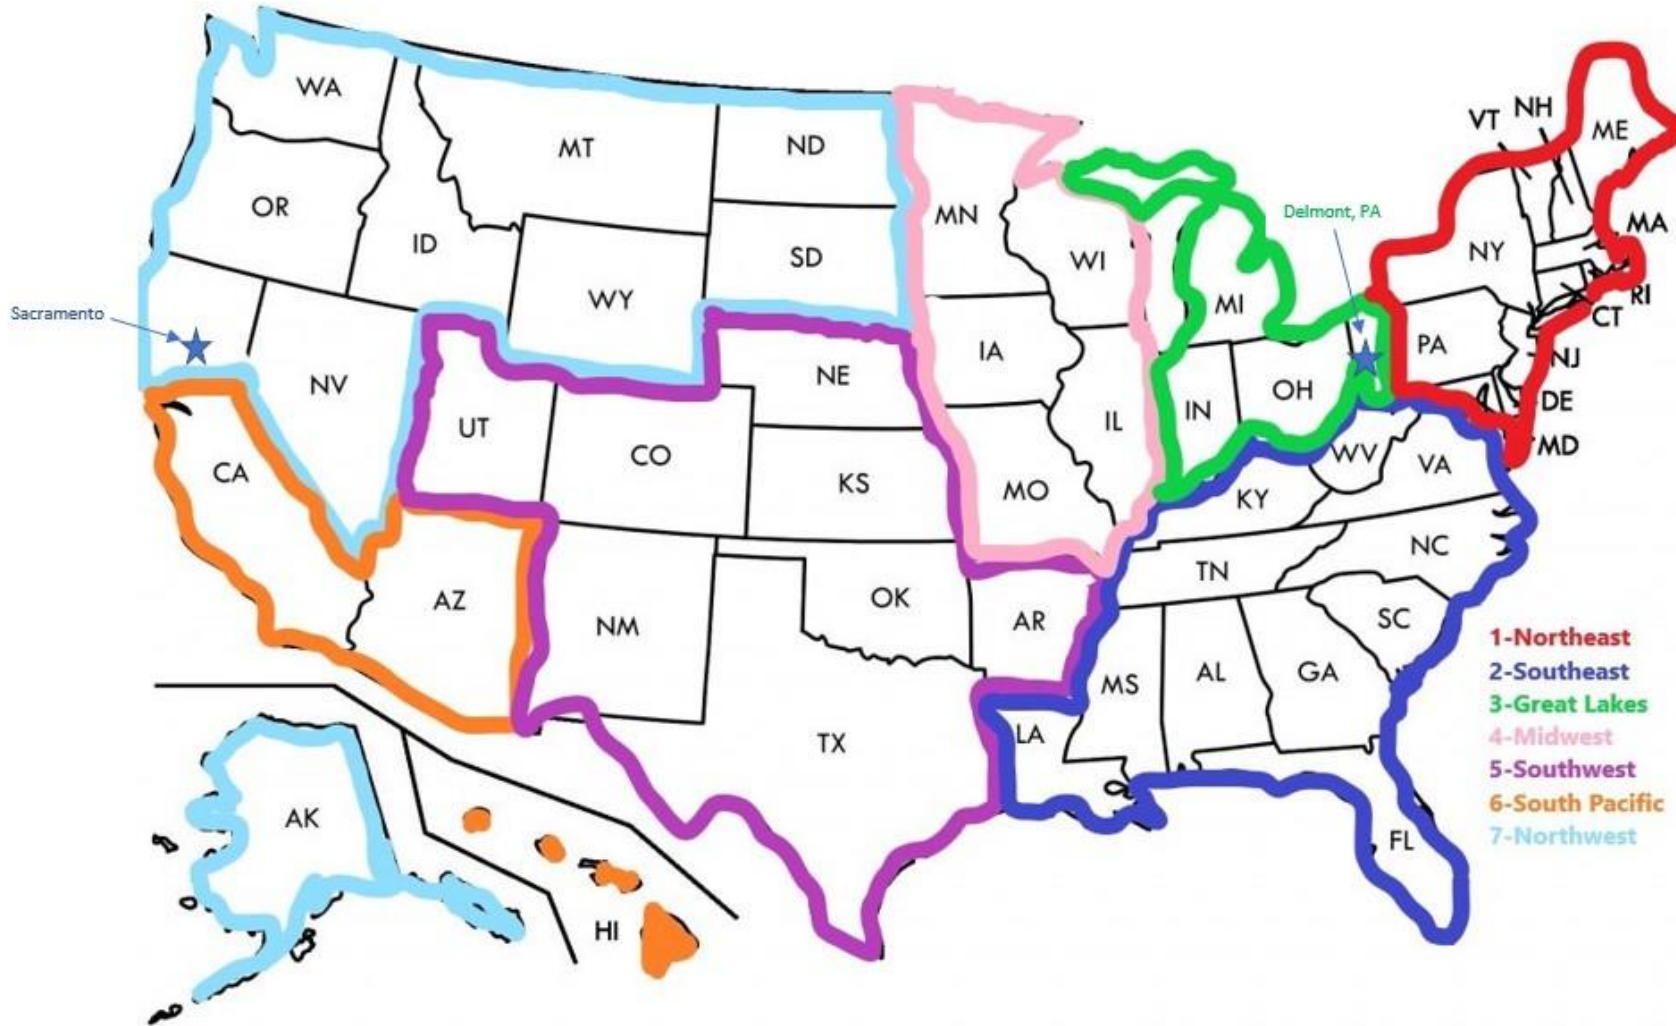 WA
MT
ND
VT
NH
ME
OR
MN
Delmont, PA
MA
ID
SD
WI
NY
WY
MI
RI
Sacramento
CT
IA
PA
NJ
NV
NE
OH
DE
UT
IN
IL
MD
CO
WV
VA
CA
KS
MO
KY
NC
TN
AZ
OK
AR
SC
NM
1-Northeast
MS
AL
GA
2-Southeast
3-Great Lakes
TX
LA
4-Midwest
5-Southwest
6-South Pacific
AK
7-Northwest
FL
HI